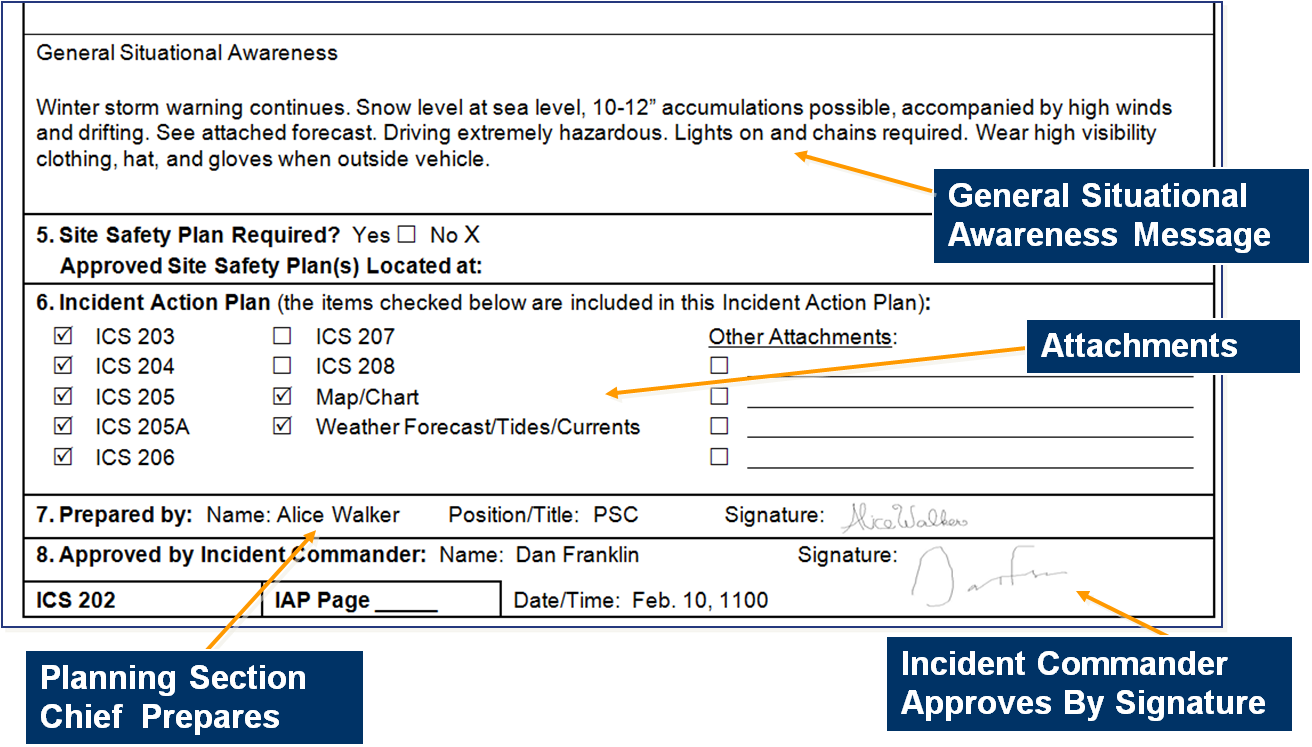 General Situational Awareness
Winter storm warning continues. Snow level at sea level, 10-12” accumulations possible, accompanied by high winds
and drifting. See attached forecast. Driving extremely hazardous. Lights on and chains required. Wear high visibility
clothing, hat, and gloves when outside vehicle.
General Situational
Awareness Message
5. Site Safety Plan Required? Yes ☐ No X
Approved Site Safety Plan(s) Located at:
6. Incident Action Plan (the items checked below are included in this Incident Action Plan):
☑ ICS 203 ☐ ICS 207 Other Attachments:
☑ ICS 204 ☐ ICS 208 ☐
☑ ICS 205 ☑ Map/Chart ☐
☑ ICS 205A ☑ Weather Forecast/Tides/Currents ☐
☑ ICS 206 ☐
Attachments
7. Prepared by: Name: Alice Walker Position/Title: PSC Signature: Alice Walker
8. Approved by Incident Commander: Name: Dan Franklin Signature:
ICS 202 IAP Page _____ Date/Time: Feb. 10, 1100
Planning Section
Chief Prepares
Incident Commander
Approves By Signature